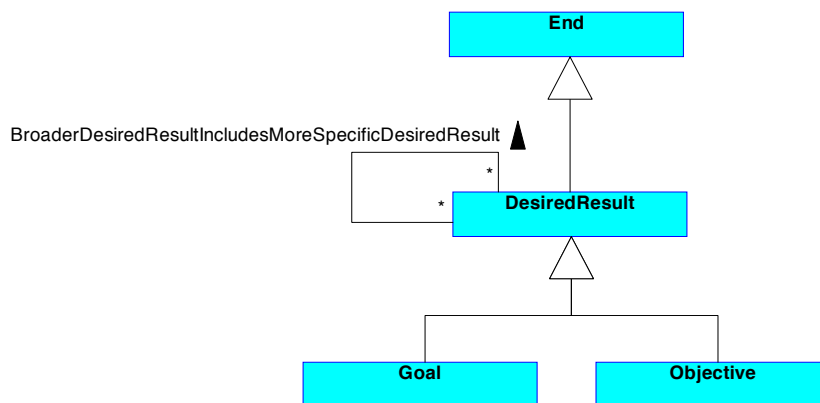 End
BroaderDesiredResultIncludesMoreSpecificDesiredResult
*
*
DesiredResult
Goal
Objective